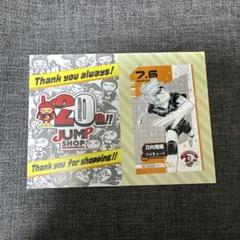 Thank you always!
20th!!
JUMP
SHOP
Thank you for shopping!!
7.6
日向翔陽
ハイキュー!!